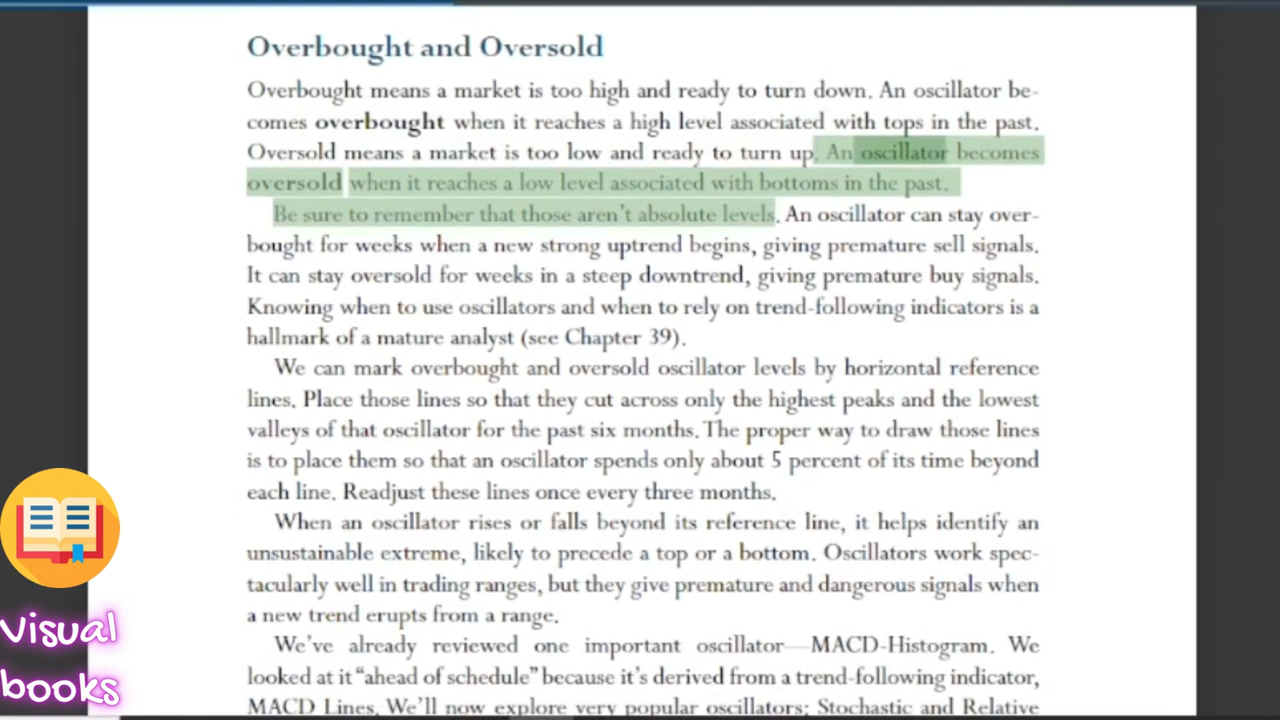 Overbought and Oversold
Overbought means a market is too high and ready to turn down. An oscillator be-
comes overbought when it reaches a high level associated with tops in the past.
Oversold means a market is too low and ready to turn up. An oscillator becomes
oversold when it reaches a low level associated with bottoms in the past.
Be sure to remember that those aren't absolute levels. An oscillator can stay over-
bought for weeks when a new strong uptrend begins, giving premature sell signals.
It can stay oversold for weeks in a steep downtrend, giving premature buy signals.
Knowing when to use oscillators and when to rely on trend-following indicators is a
hallmark of a mature analyst (see Chapter 39).
We can mark overbought and oversold oscillator levels by horizontal reference
lines. Place those lines so that they cut across only the highest peaks and the lowest
valleys of that oscillator for the past six months. The proper way to draw those lines
is to place them so that an oscillator spends only about 5 percent of its time beyond
each line. Readjust these lines once every three months.
When an oscillator rises or falls beyond its reference line, it helps identify an
unsustainable extreme, likely to precede a top or a bottom. Oscillators work spec-
tacularly well in trading ranges, but they give premature and dangerous signals when
a new trend erupts from a range.
We've already reviewed one important oscillator—MACD-Histogram. We
looked at it "ahead of schedule" because it's derived from a trend-following indicator,
MACD Lines. We'll now explore very popular oscillators: Stochastic and Relative
Visual
books